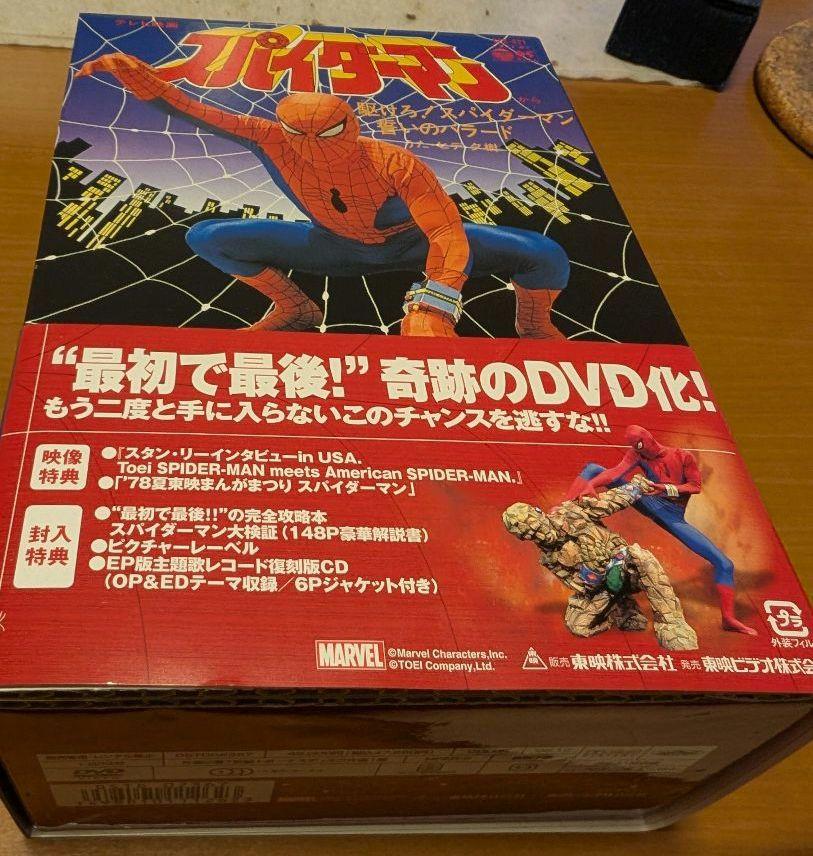 テレビ映画
スパイダーマン
から
駆けろ!スパイダーマン
誓いのバラード
うた・ヒデ夕樹
“最初で最後!” 奇跡のDVD化!
もう二度と手に入らないこのチャンスを逃すな!!
映像特典
●『スタン・リーインタビューin USA.
Toei SPIDER-MAN meets American SPIDER-MAN.』
●「'78夏東映まんがまつり スパイダーマン」
封入特典
●“最初で最後!!”の完全攻略本
スパイダーマン大検証(148P豪華解説書)
●ピクチャーレーベル
●EP版主題歌レコード復刻版CD
(OP&EDテーマ収録/6Pジャケット付き)
MARVEL
©Marvel Characters,Inc.
©TOEI Company,Ltd.
販売 東映株式会社 発売 東映ビデオ株式会
プラ
外装フィル
DVD